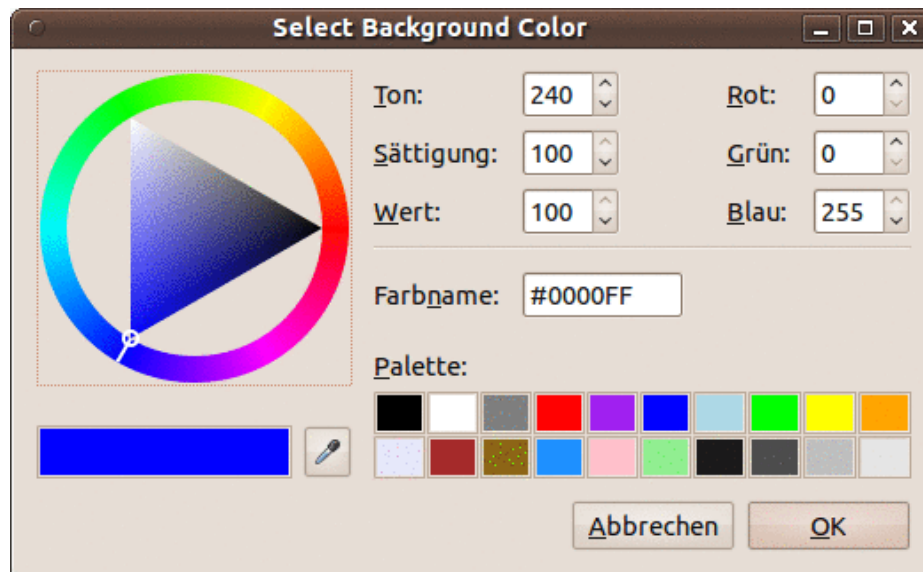 Select Background Color
Ton: 240 Rot: 0
Sättigung: 100 Grün: 0
Wert: 100 Blau: 255
Farbname: #0000FF
Palette:
Abbrechen OK